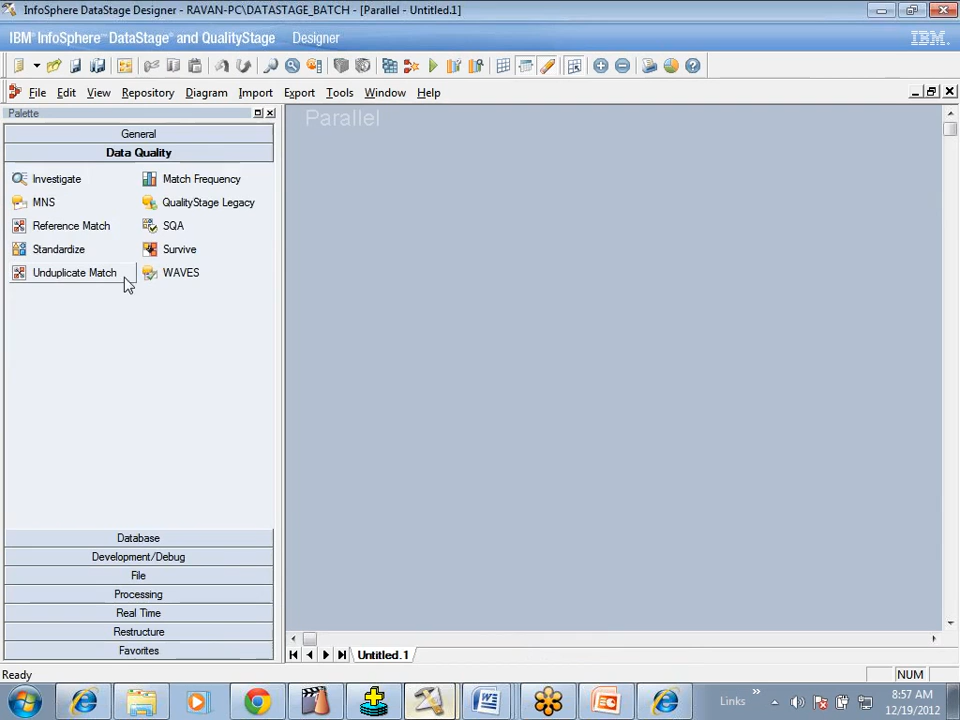 InfoSphere DataStage Designer - RAVAN-PC\DATASTAGE_BATCH - [Parallel - Untitled.1]
IBM® InfoSphere™ DataStage® and QualityStage Designer
IBM
File Edit View Repository Diagram Import Export Tools Window Help
Palette
General
Data Quality
Investigate Match Frequency
MNS QualityStage Legacy
Reference Match SQA
Standardize Survive
Unduplicate Match WAVES
Database
Development/Debug
File
Processing
Real Time
Restructure
Favorites
Parallel
Untitled.1
Ready NUM
Links
8:57 AM
12/19/2012